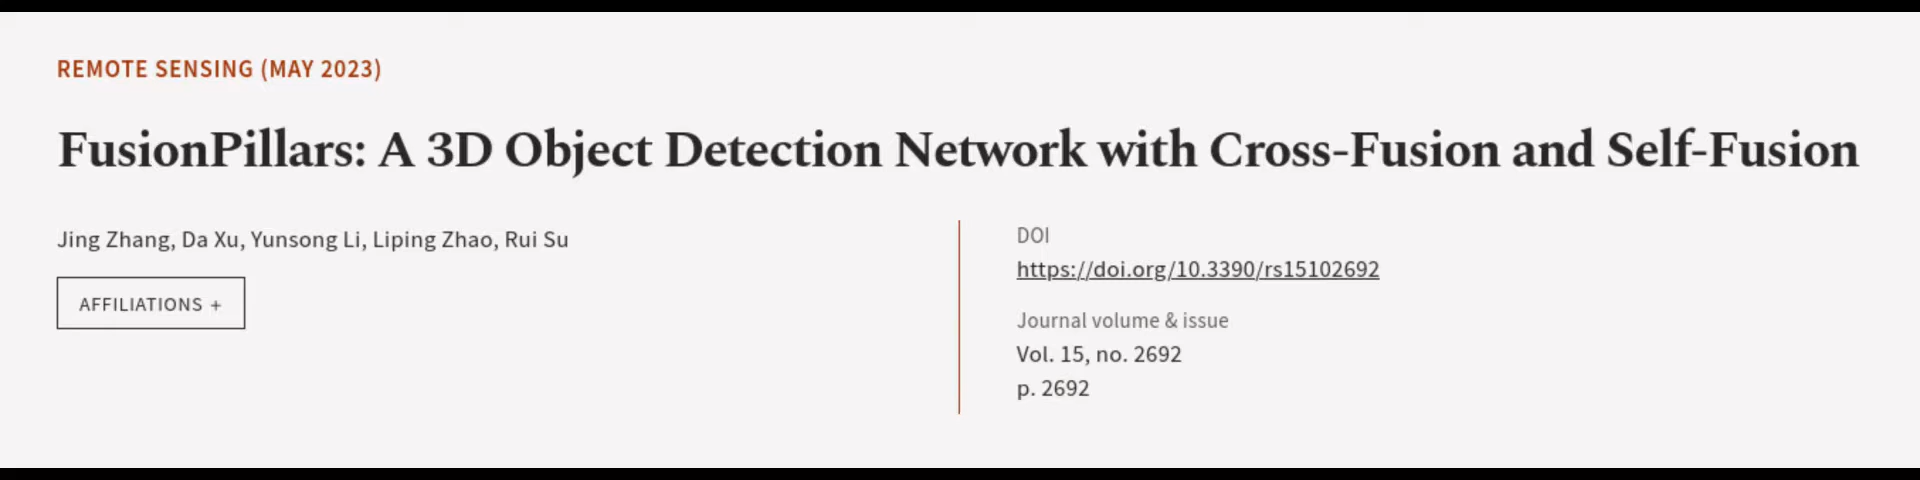 REMOTE SENSING (MAY 2023)
FusionPillars: A 3D Object Detection Network with Cross-Fusion and Self-Fusion
Jing Zhang, Da Xu, Yunsong Li, Liping Zhao, Rui Su
AFFILIATIONS +
DOI
https://doi.org/10.3390/rs15102692
Journal volume & issue
Vol. 15, no. 2692
p. 2692